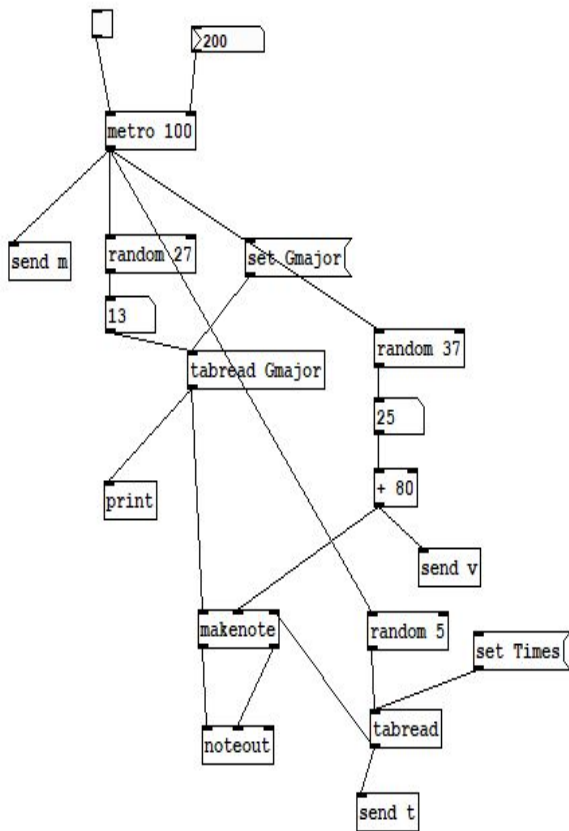 200
metro 100
send m
random 27
set Gmajor
13
random 37
tabread Gmajor
25
print
+ 80
send v
makenote
random 5
set Times
noteout
tabread
send t